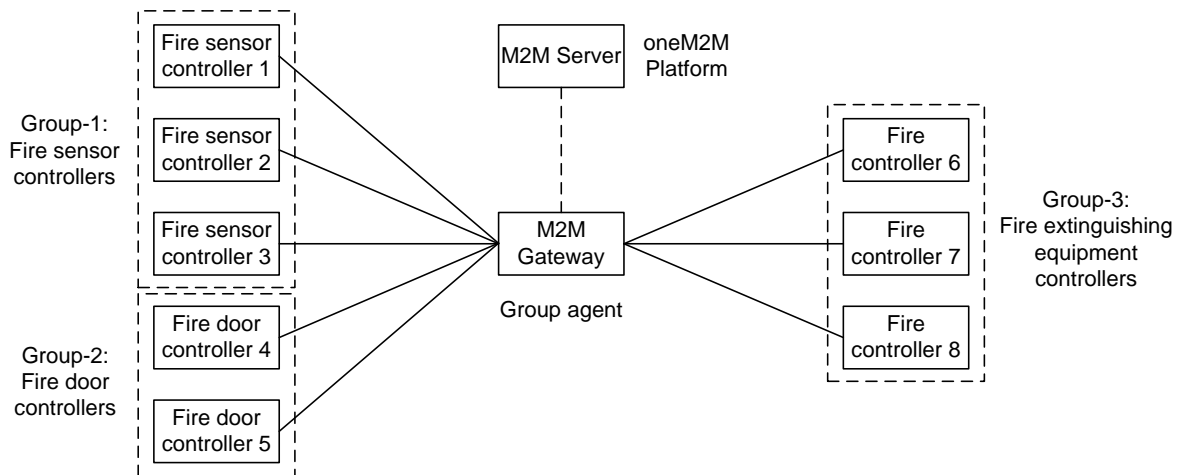 Group-1:
Fire sensor
controllers
Fire sensor
controller 1
Fire sensor
controller 2
Fire sensor
controller 3
Group-2:
Fire door
controllers
Fire door
controller 4
Fire door
controller 5
M2M Server
oneM2M
Platform
M2M
Gateway
Group agent
Fire
controller 6
Fire
controller 7
Fire
controller 8
Group-3:
Fire extinguishing
equipment
controllers